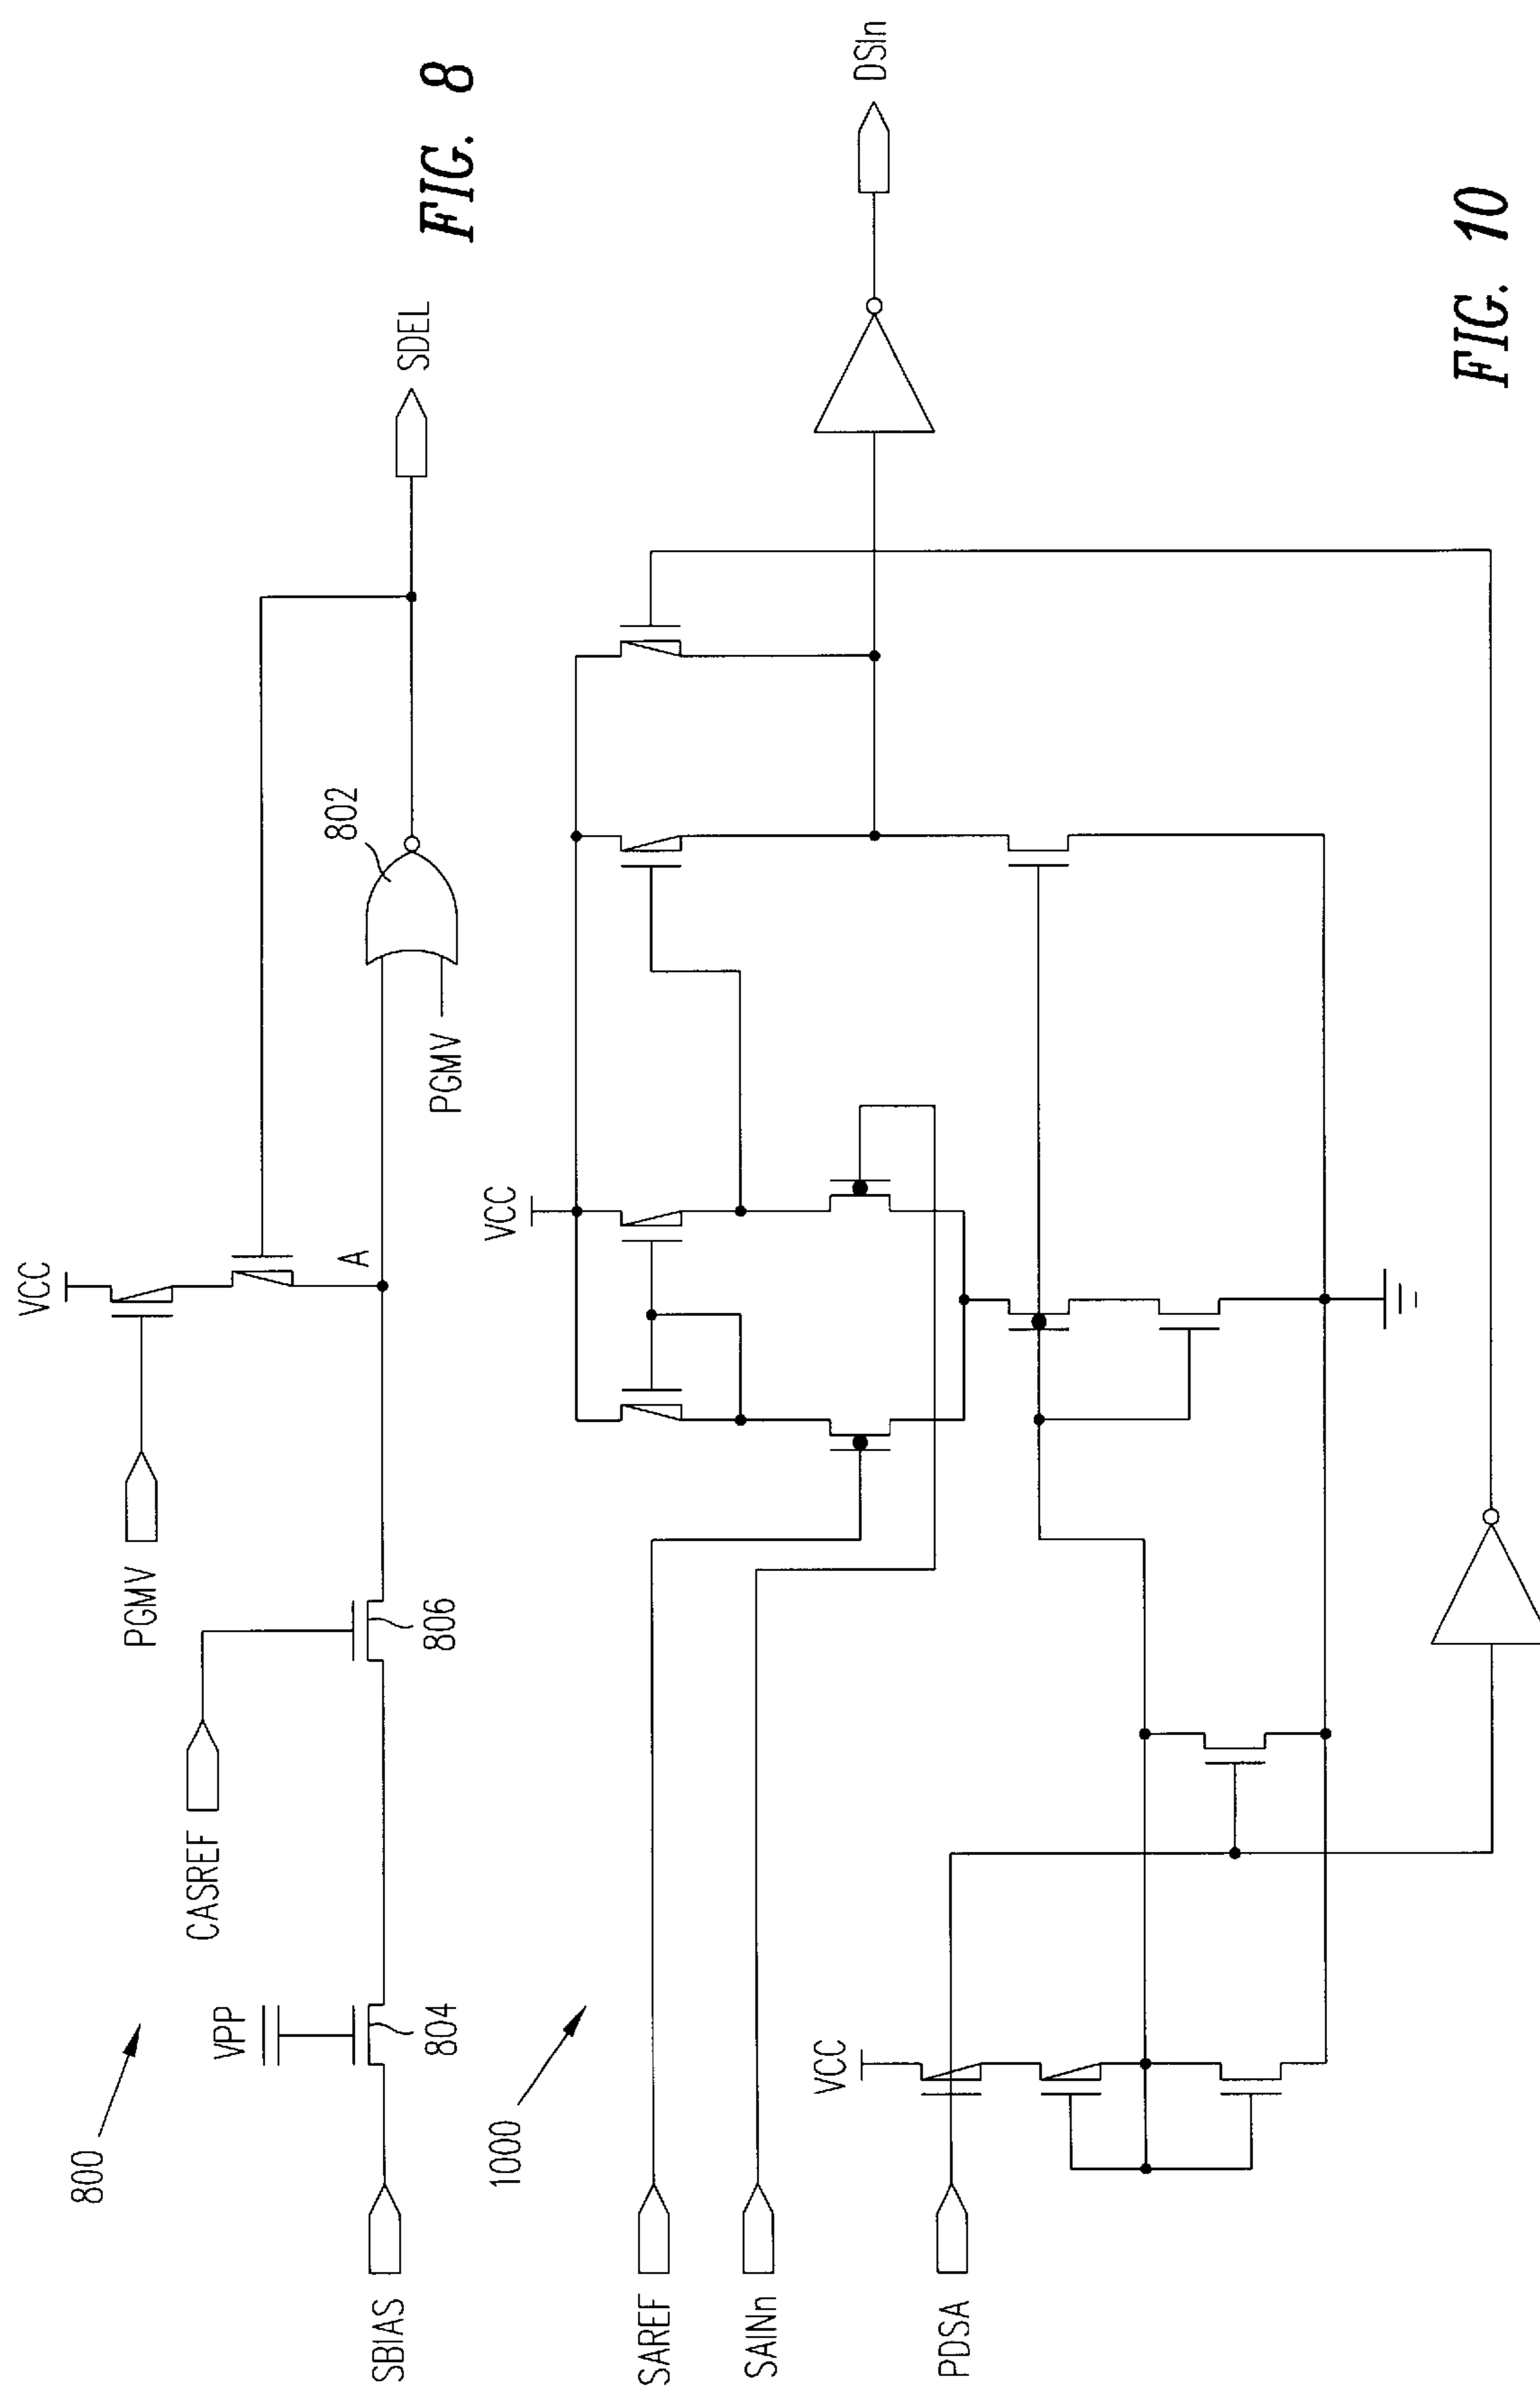 800
VCC
PGMV
CASREF
VPP
A
802
SBIAS
804
806
PGMV
SDEL
FIG. 8
1000
VCC
SAREF
SAINn
VCC
PDSA
DSIn
FIG. 10